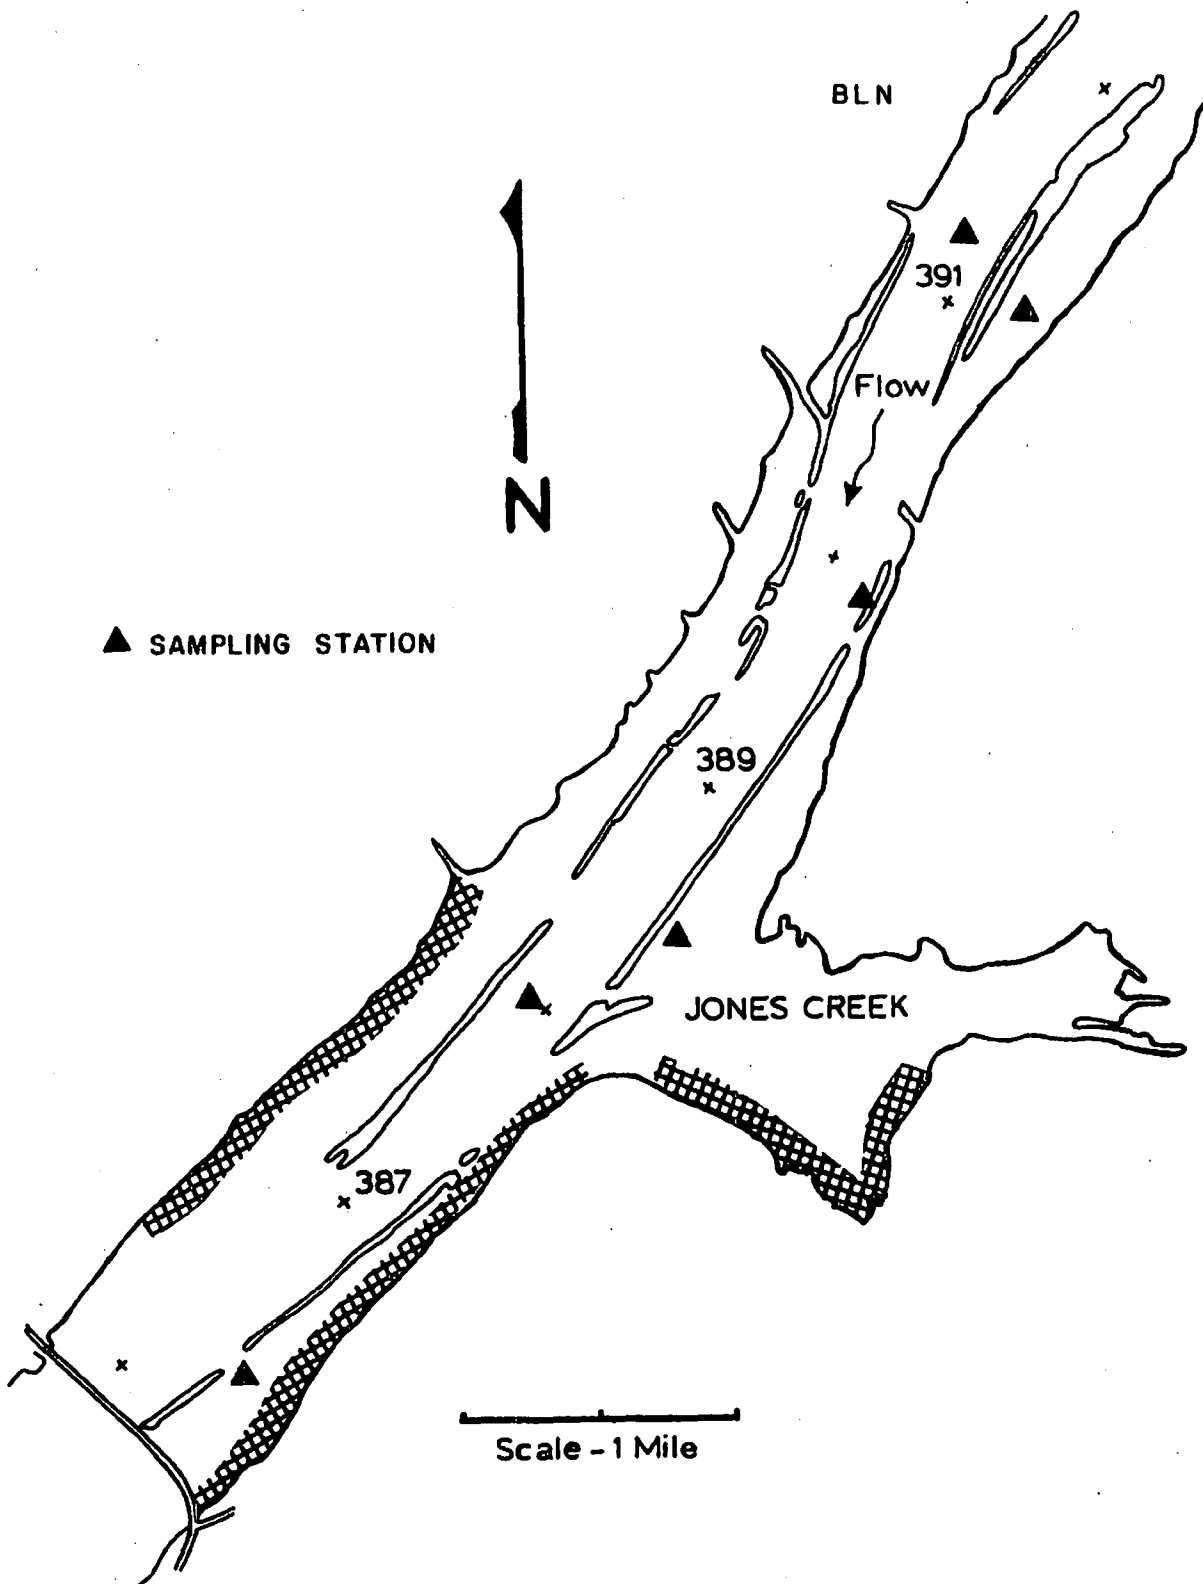 BLN
391
Flow
N
▲ SAMPLING STATION
389
JONES CREEK
387
Scale - 1 Mile